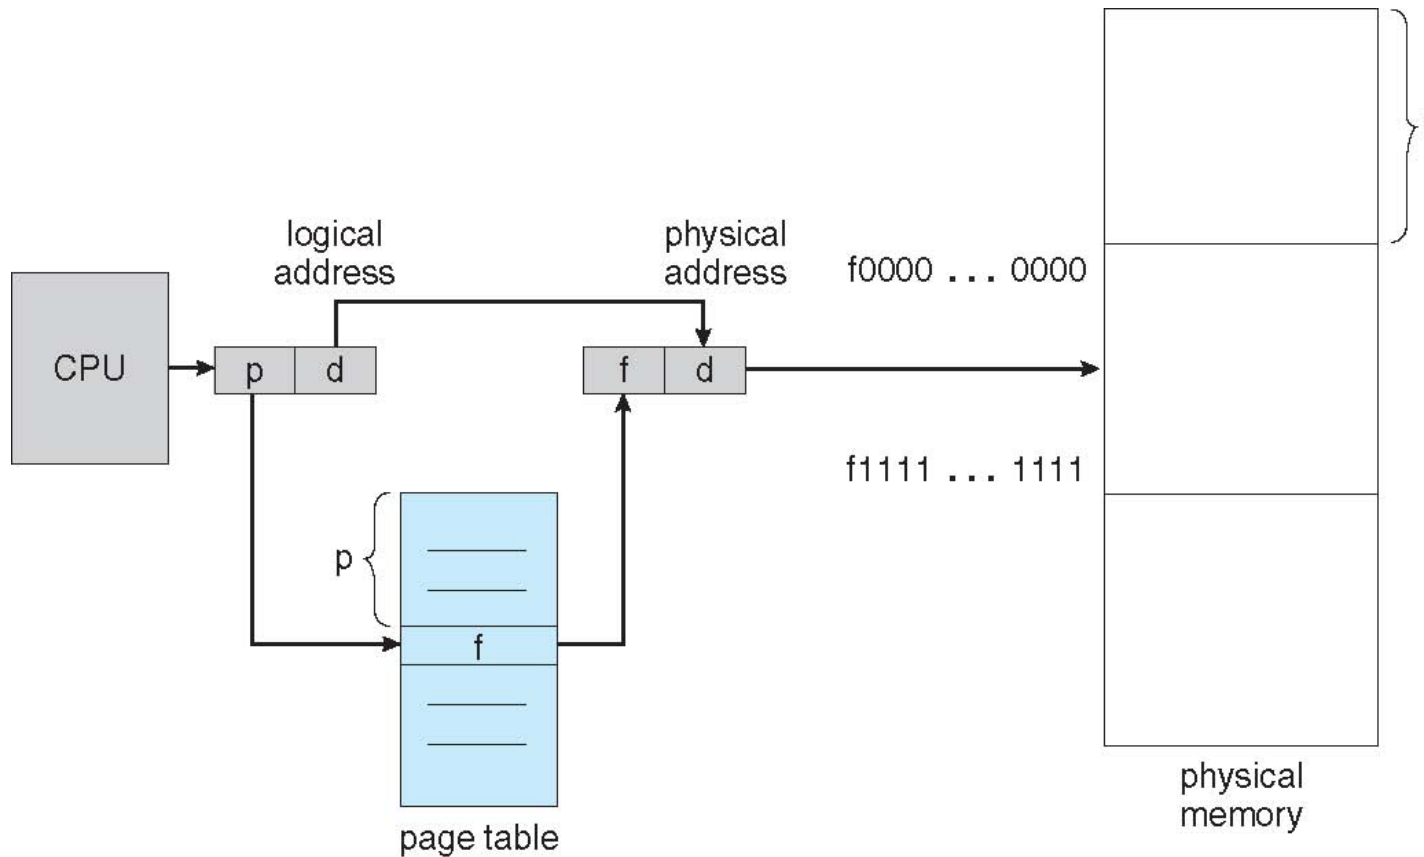 logical
address
physical
address
f0000 ... 0000
CPU
p
d
f
d
f1111 ... 1111
p
f
page table
physical
memory